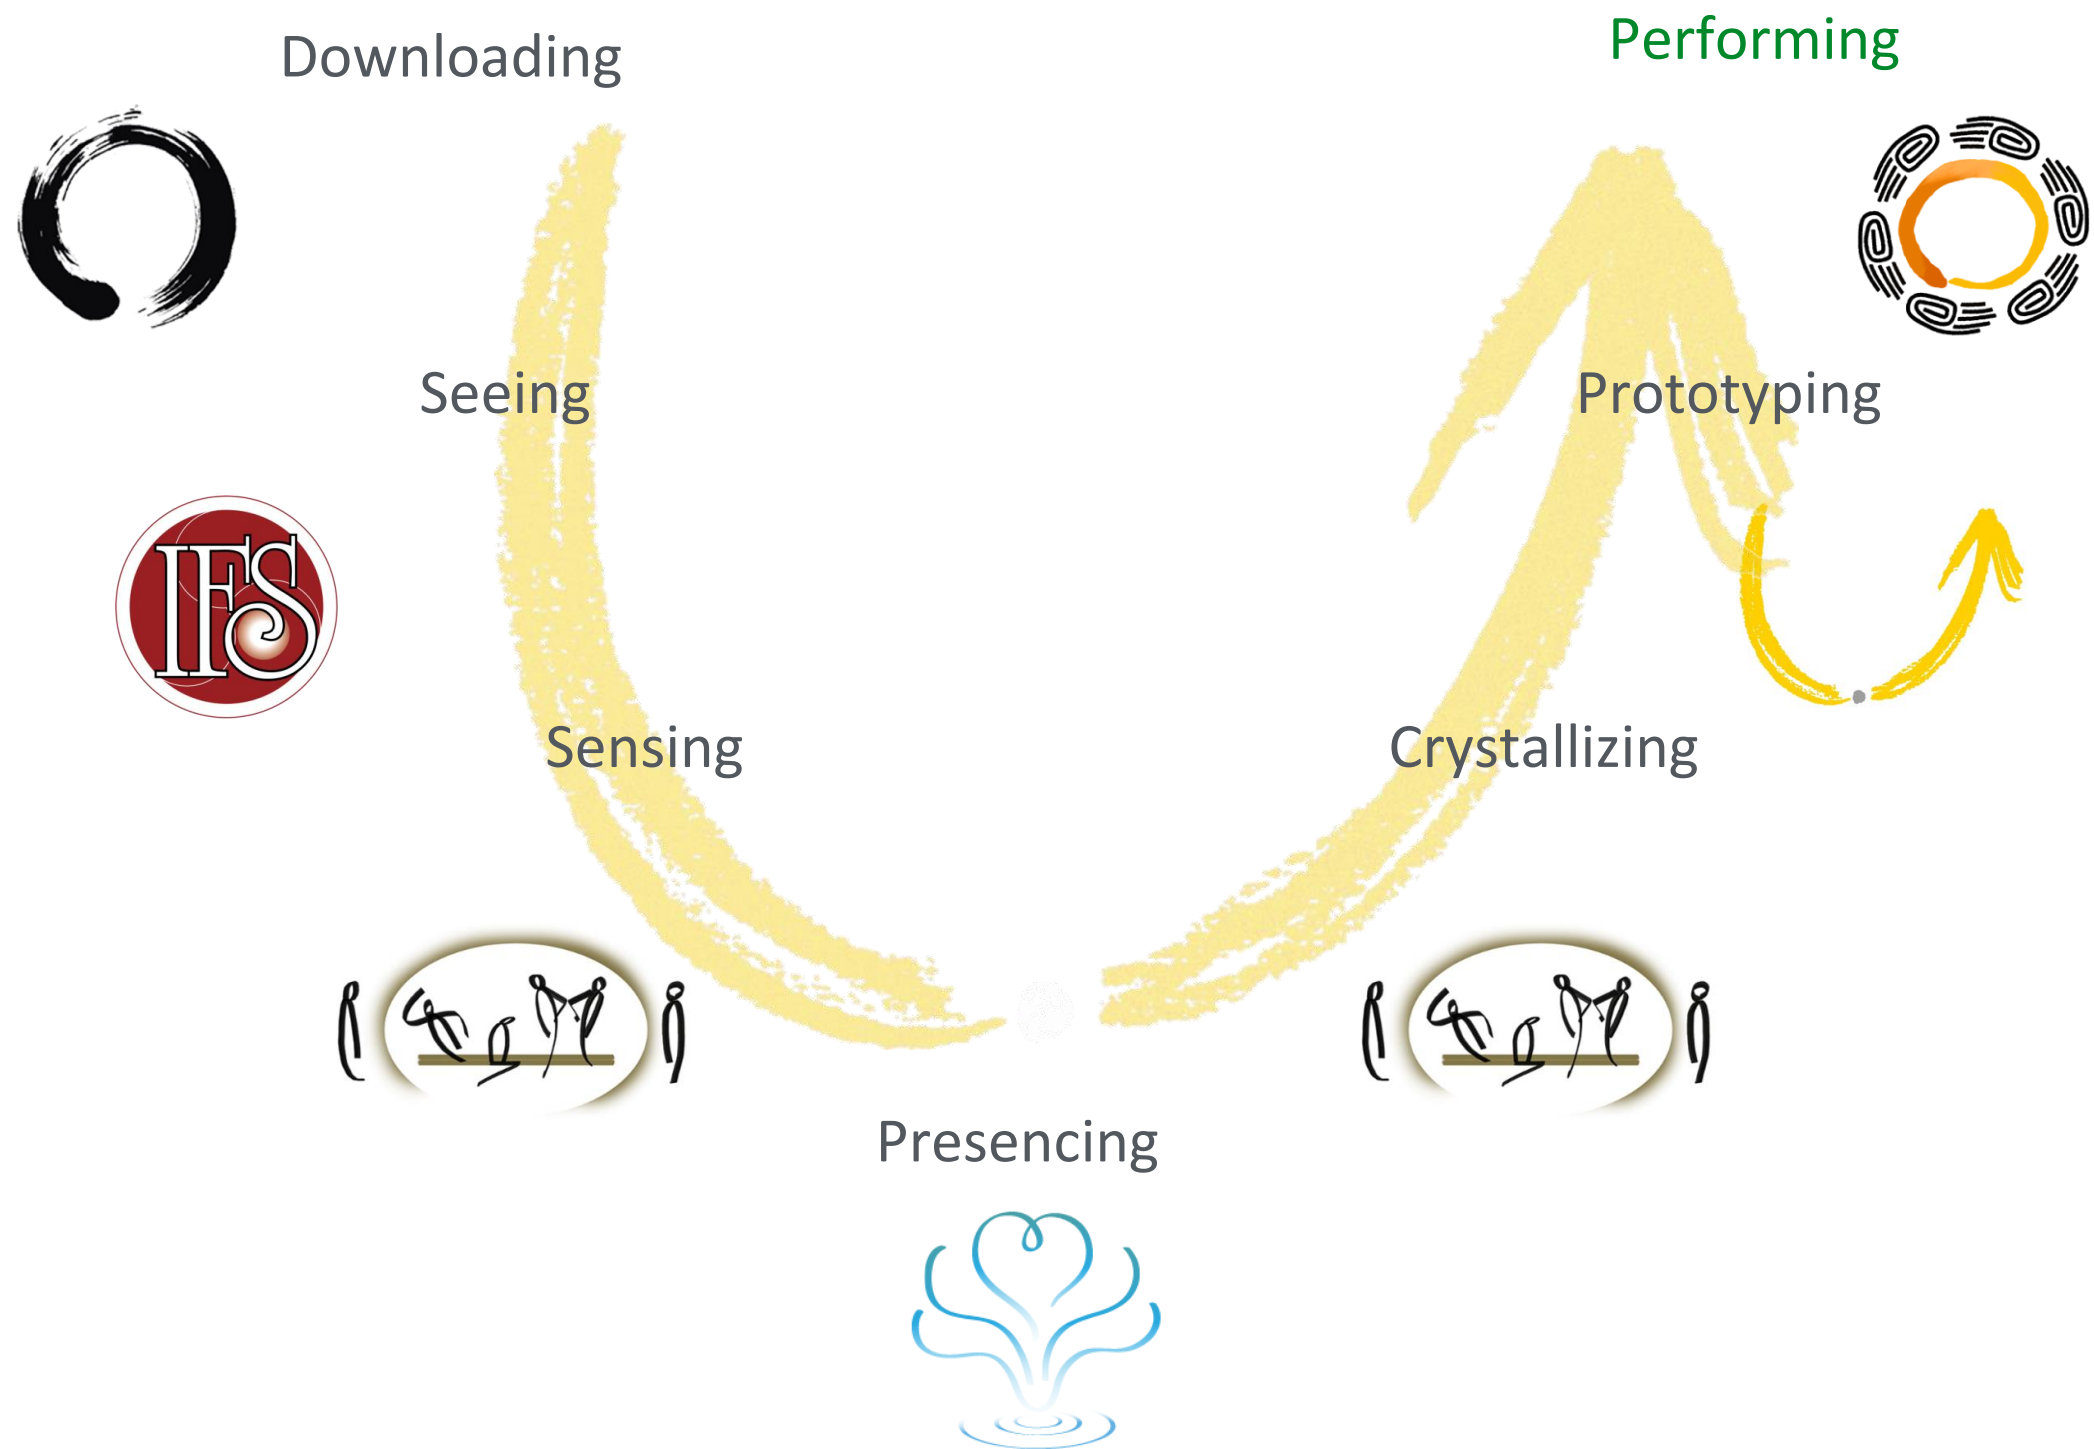 Downloading
Performing
Seeing
Prototyping
IFS
Sensing
Crystallizing
Presencing